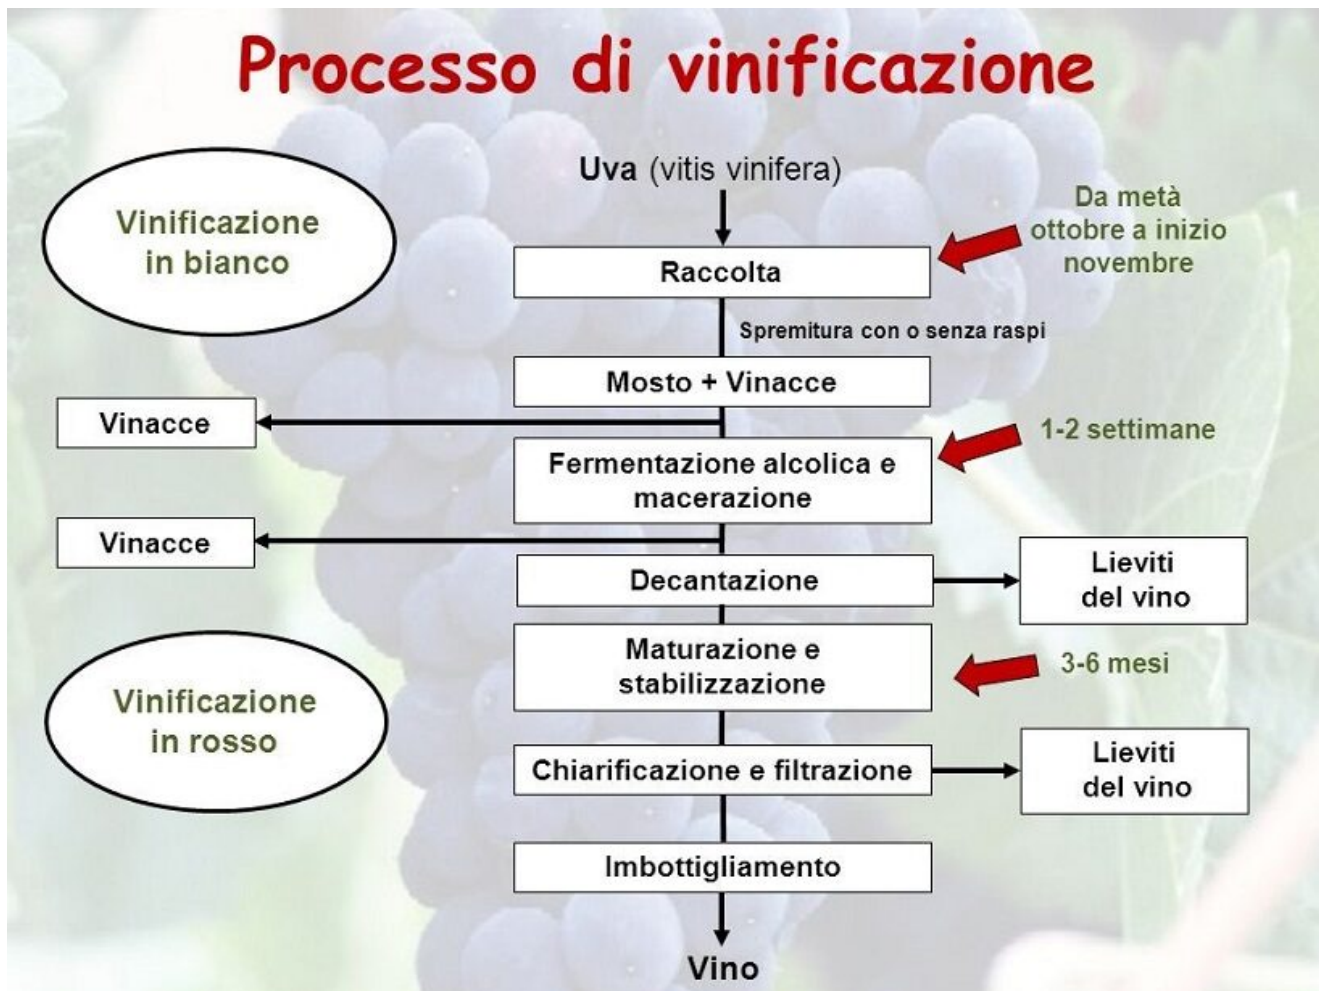 Processo di vinificazione
Vinificazione
in bianco
Uva (vitis vinifera)
Da metà
ottobre a inizio
novembre
Raccolta
Spremitura con o senza raspi
Mosto + Vinacce
Vinacce
1-2 settimane
Fermentazione alcolica e
macerazione
Vinacce
Decantazione
Lieviti
del vino
Maturazione e
stabilizzazione
3-6 mesi
Vinificazione
in rosso
Chiarificazione e filtrazione
Lieviti
del vino
Imbottigliamento
Vino